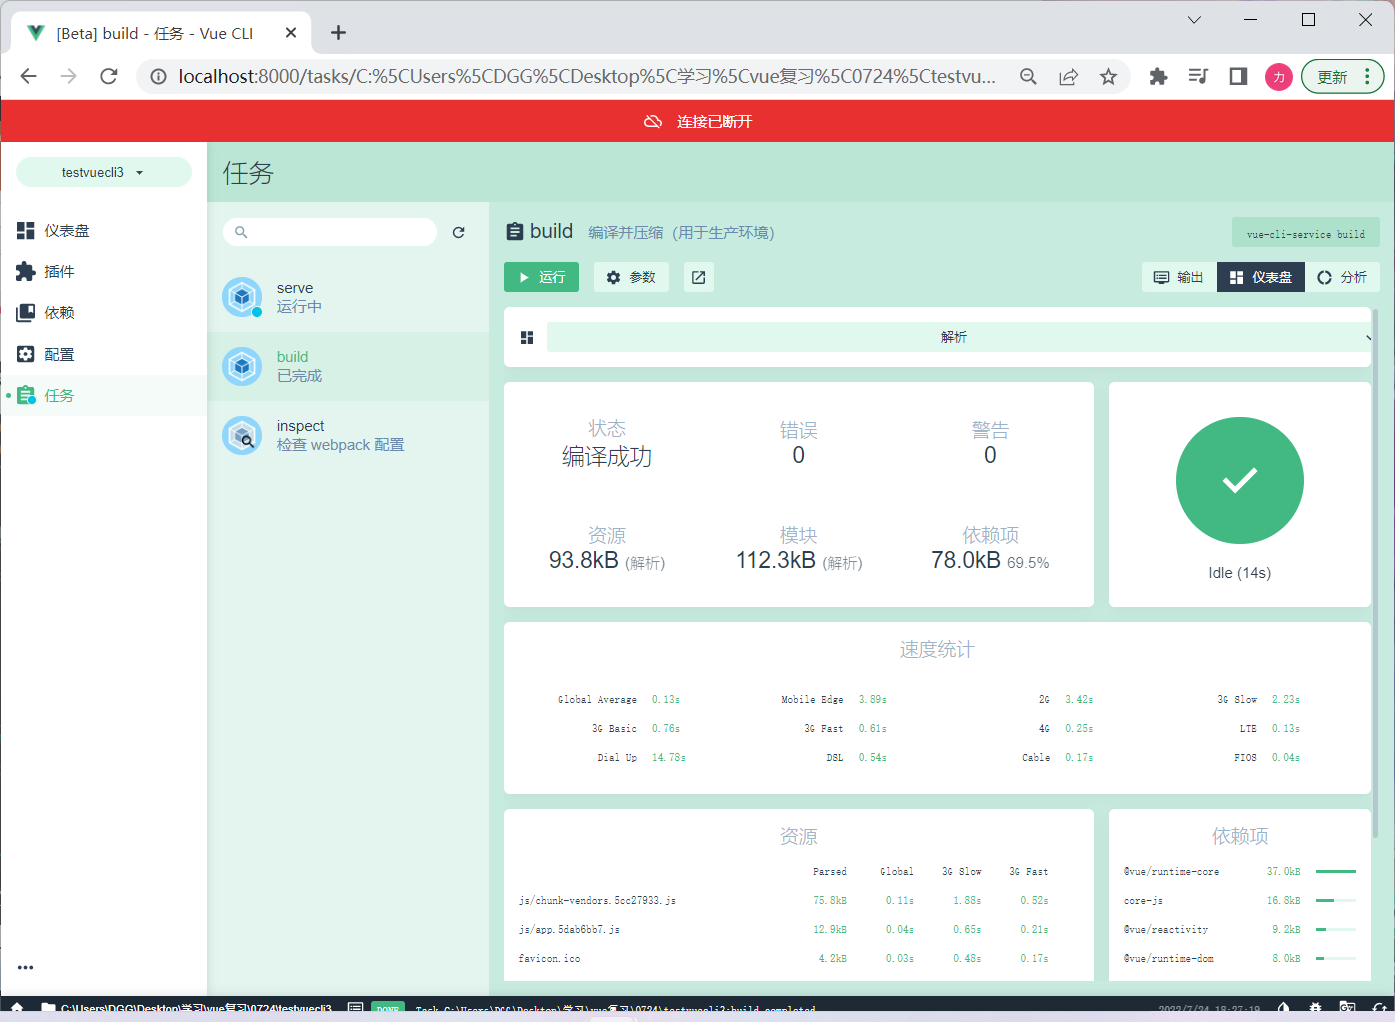 [Beta] build - 任务 - Vue CLI
localhost:8000/tasks/C:%5CUsers%5CDGG%5CDesktop%5C学习%5Cvue复习%5C0724%5Ctestvu...
力
更新
连接已断开
testvuecli3
任务
仪表盘
插件
依赖
配置
任务
serve
运行中
build
已完成
inspect
检查 webpack 配置
build 编译并压缩（用于生产环境）
vue-cli-service build
运行 参数 输出 仪表盘 分析
解析
状态 错误 警告
编译成功 0 0
资源 模块 依赖项
93.8kB (解析) 112.3kB (解析) 78.0kB 69.5%
Idle (14s)
速度统计
Global Average 0.13s Mobile Edge 3.89s 2G 3.42s 3G Slow 2.23s
3G Basic 0.76s 3G Fast 0.61s 4G 0.25s LTE 0.13s
Dial Up 14.78s DSL 0.54s Cable 0.17s FIOS 0.04s
资源
Parsed Global 3G Slow 3G Fast
js/chunk-vendors.5cc27933.js 75.8kB 0.11s 1.88s 0.52s
js/app.5dab6bb7.js 12.9kB 0.04s 0.65s 0.21s
favicon.ico 4.2kB 0.03s 0.48s 0.17s
依赖项
@vue/runtime-core 37.0kB
core-js 16.8kB
@vue/reactivity 9.2kB
@vue/runtime-dom 8.0kB
C:\Users\DGG\Desktop\学习\vue复习\0724\testvuecli3 DONE Task C:\Users\DGG\Desktop\学习\vue复习\0724\testvuecli3:build completed 2022/7/24 18:27:19